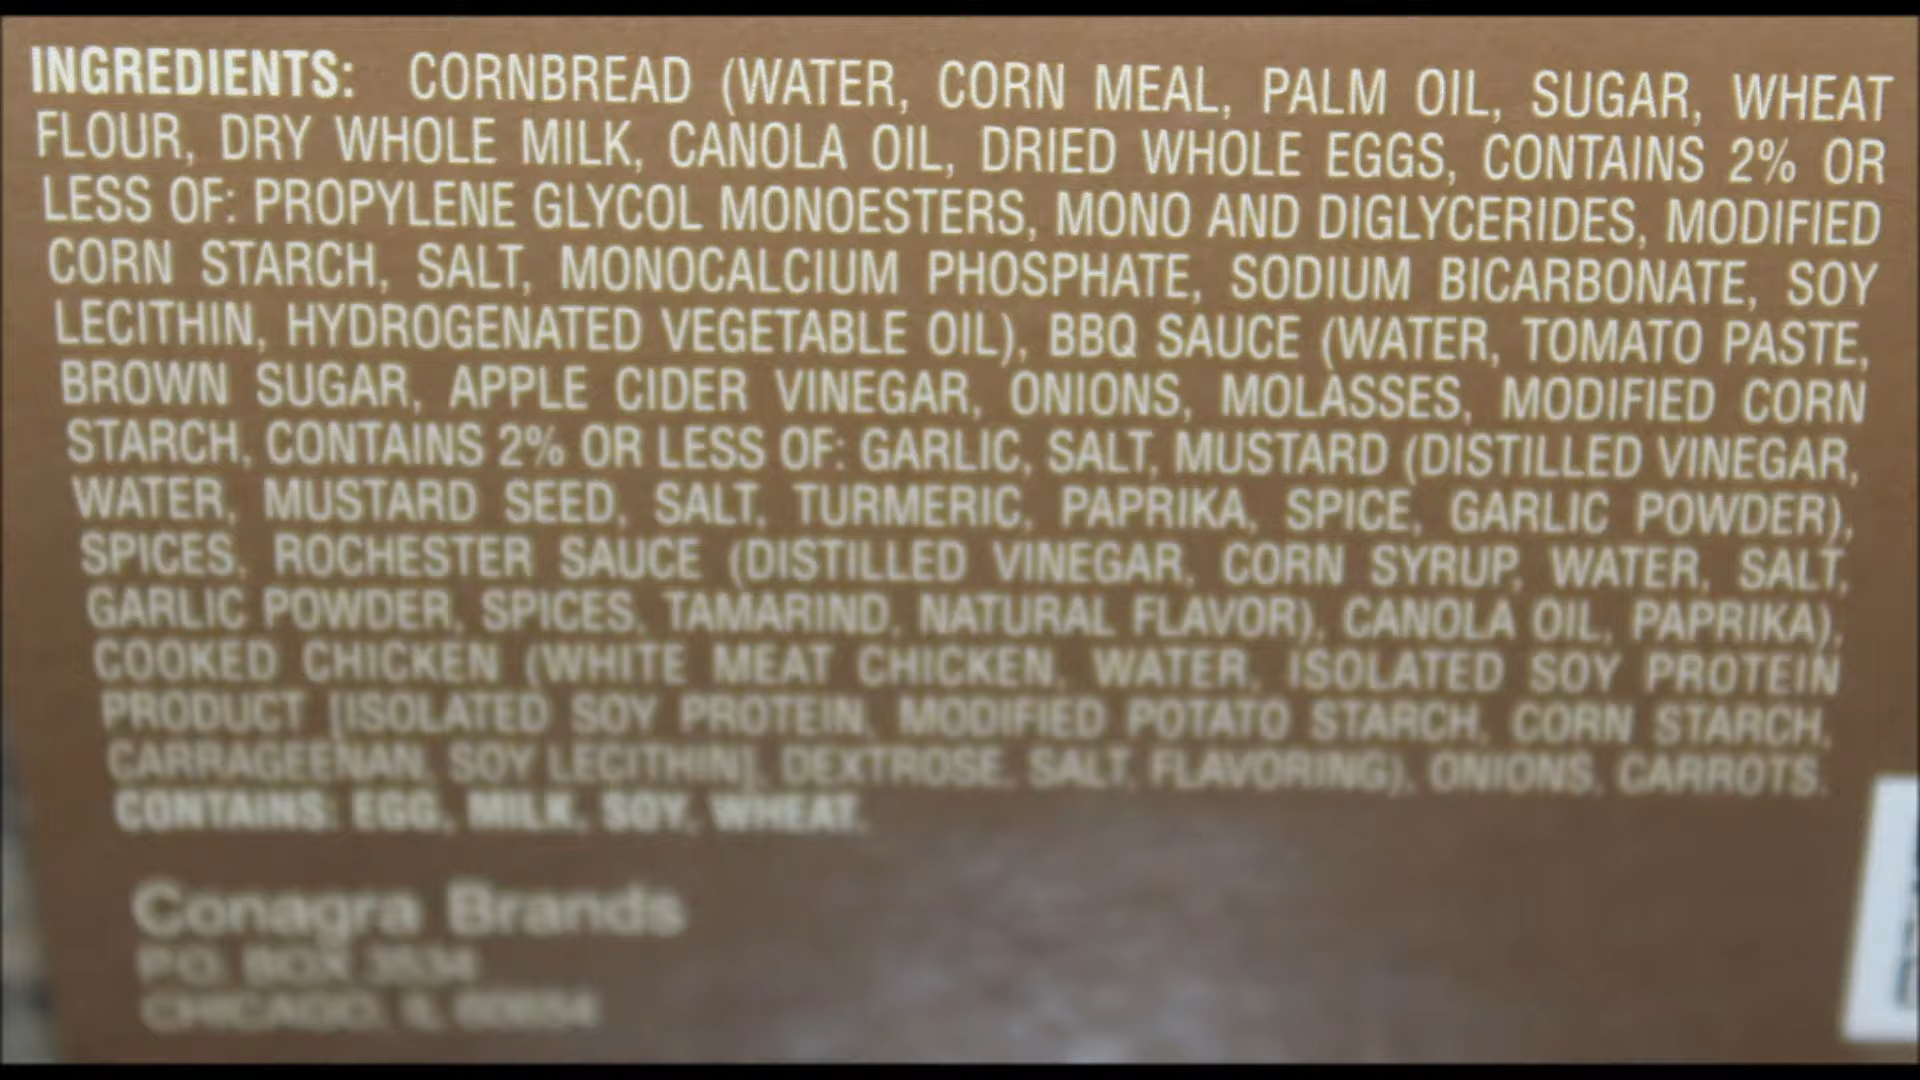 INGREDIENTS: CORNBREAD (WATER, CORN MEAL, PALM OIL, SUGAR, WHEAT
FLOUR, DRY WHOLE MILK, CANOLA OIL, DRIED WHOLE EGGS, CONTAINS 2% OR
LESS OF: PROPYLENE GLYCOL MONOESTERS, MONO AND DIGLYCERIDES, MODIFIED
CORN STARCH, SALT, MONOCALCIUM PHOSPHATE, SODIUM BICARBONATE, SOY
LECITHIN, HYDROGENATED VEGETABLE OIL), BBQ SAUCE (WATER, TOMATO PASTE,
BROWN SUGAR, APPLE CIDER VINEGAR, ONIONS, MOLASSES, MODIFIED CORN
STARCH, CONTAINS 2% OR LESS OF: GARLIC, SALT, MUSTARD (DISTILLED VINEGAR,
WATER, MUSTARD SEED, SALT, TURMERIC, PAPRIKA, SPICE, GARLIC POWDER),
SPICES, ROCHESTER SAUCE (DISTILLED VINEGAR, CORN SYRUP, WATER, SALT,
GARLIC POWDER, SPICES, TAMARIND, NATURAL FLAVOR), CANOLA OIL, PAPRIKA),
COOKED CHICKEN (WHITE MEAT CHICKEN, WATER, ISOLATED SOY PROTEIN
PRODUCT [ISOLATED SOY PROTEIN, MODIFIED POTATO STARCH, CORN STARCH,
CARRAGEENAN, SOY LECITHIN], DEXTROSE, SALT, FLAVORING), ONIONS, CARROTS.
CONTAINS: EGG, MILK, SOY, WHEAT.
Conagra Brands
P.O. BOX 3534
CHICAGO, IL 60654